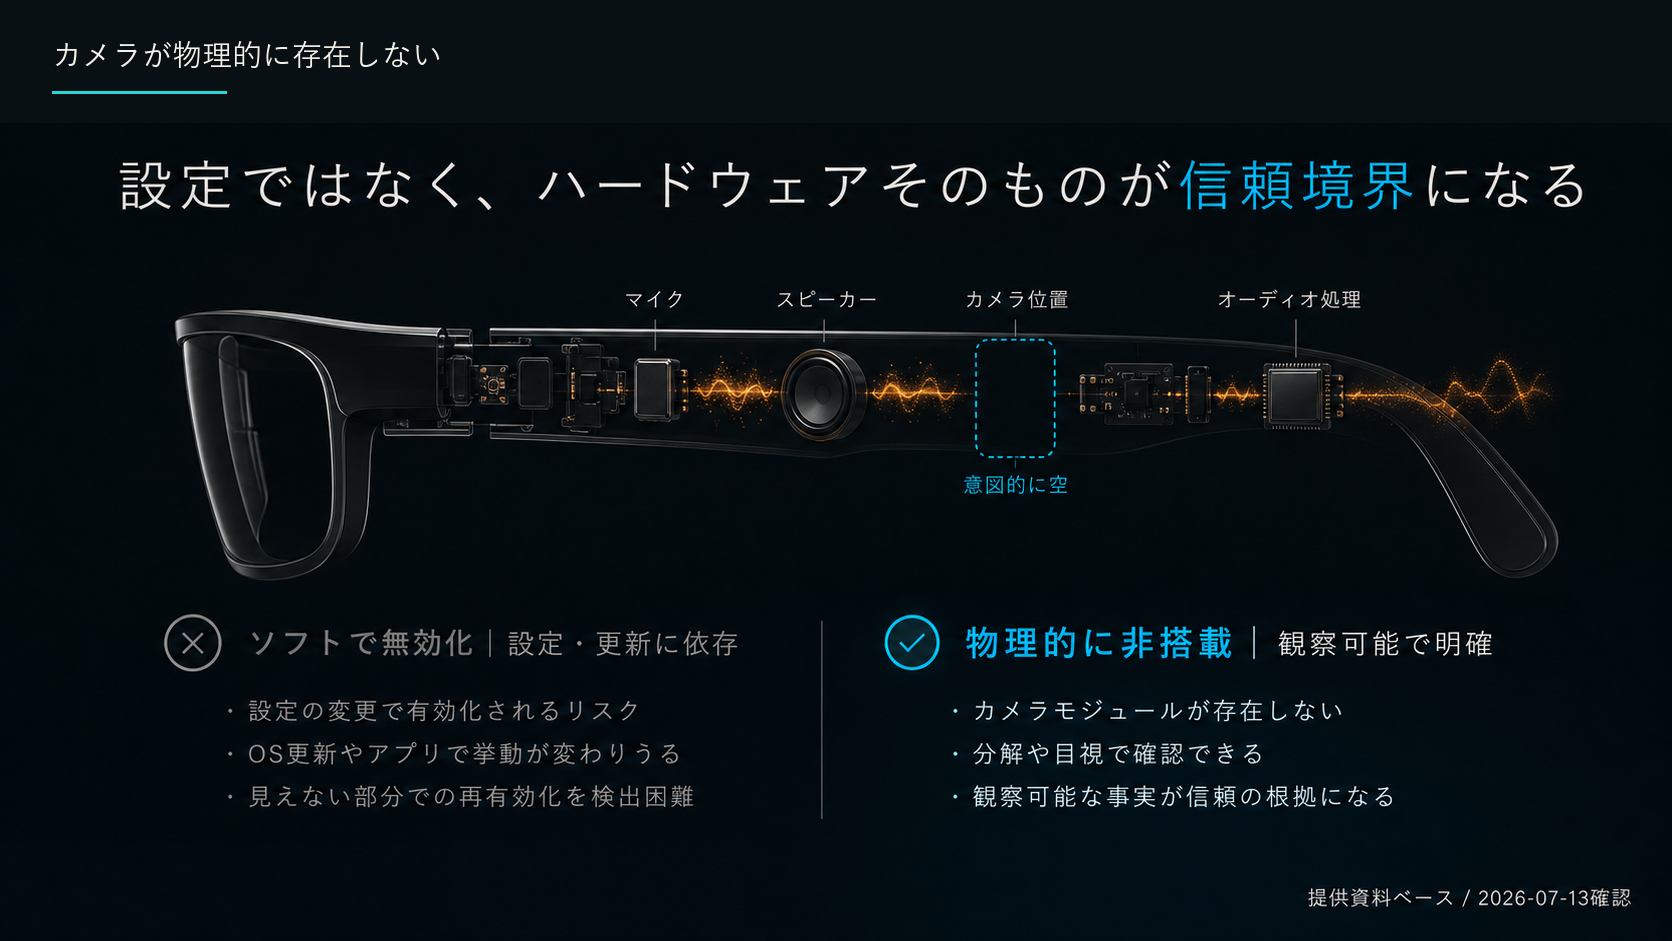 カメラが物理的に存在しない
設定ではなく、ハードウェアそのものが信頼境界になる
マイク
スピーカー
カメラ位置
オーディオ処理
意図的に空
ソフトで無効化｜設定・更新に依存
・設定の変更で有効化されるリスク
・OS更新やアプリで挙動が変わりうる
・見えない部分での再有効化を検出困難
物理的に非搭載｜観察可能で明確
・カメラモジュールが存在しない
・分解や目視で確認できる
・観察可能な事実が信頼の根拠になる
提供資料ベース / 2026-07-13確認